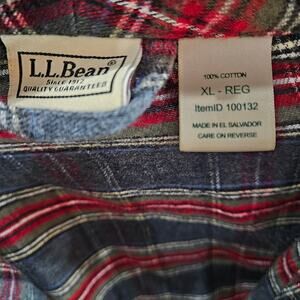 L.L.Bean®
Since 1912
QUALITY GUARANTEED
100% COTTON
XL - REG
ItemID 100132
MADE IN EL SALVADOR
CARE ON REVERSE